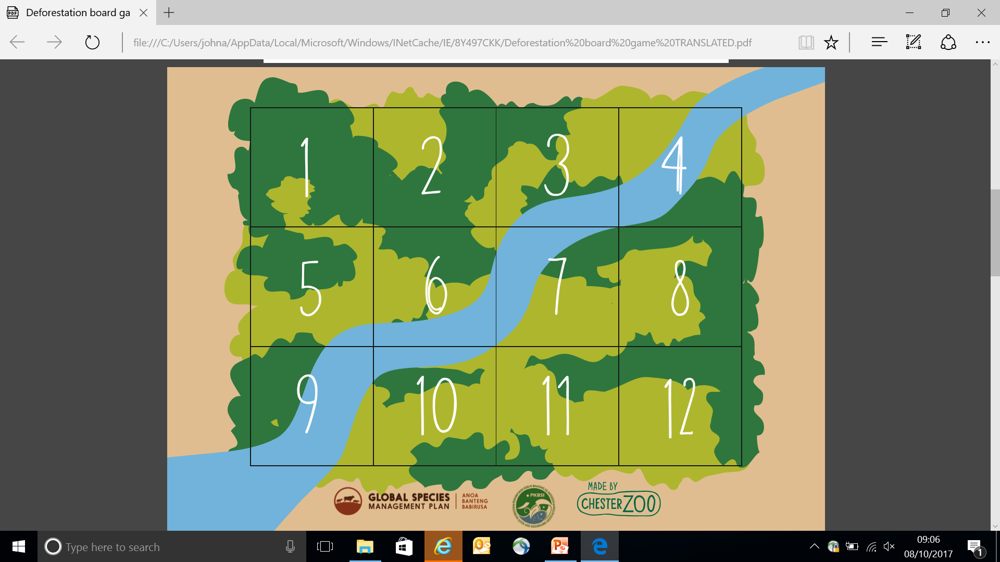 Deforestation board ga
file:///C:/Users/johna/AppData/Local/Microsoft/Windows/INetCache/IE/8Y497CKK/Deforestation%20board%20game%20TRANSLATED.pdf
1 2 3 4
5 6 7 8
9 10 11 12
GLOBAL SPECIES
MANAGEMENT PLAN
ANOA
BANTENG
BABIRUSA
PKBSI
MADE BY
CHESTER ZOO
Type here to search
09:06
08/10/2017
1